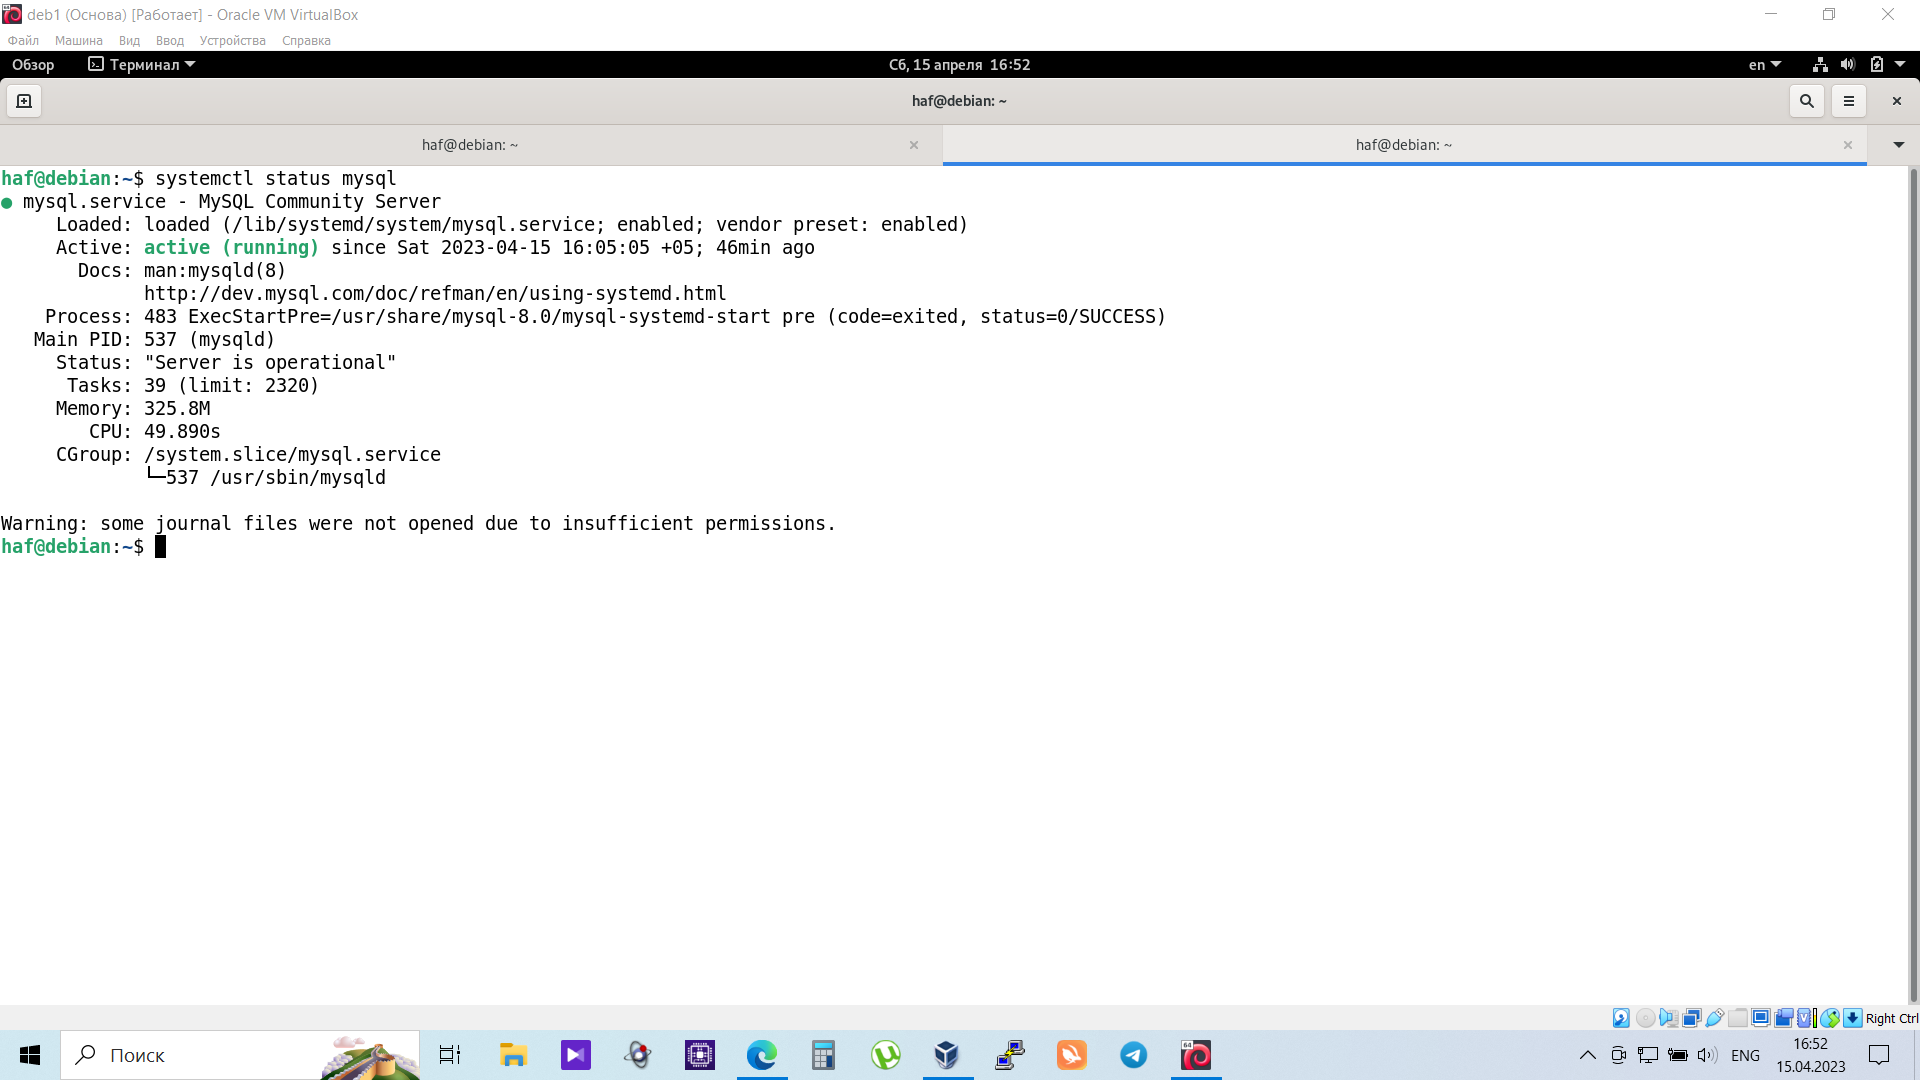 deb1 (Основа) [Работает] - Oracle VM VirtualBox
Файл Машина Вид Ввод Устройства Справка
Обзор Терминал Сб, 15 апреля 16:52 en
haf@debian: ~
haf@debian: ~ haf@debian: ~
haf@debian:~$ systemctl status mysql
● mysql.service - MySQL Community Server
Loaded: loaded (/lib/systemd/system/mysql.service; enabled; vendor preset: enabled)
Active: active (running) since Sat 2023-04-15 16:05:05 +05; 46min ago
Docs: man:mysqld(8)
http://dev.mysql.com/doc/refman/en/using-systemd.html
Process: 483 ExecStartPre=/usr/share/mysql-8.0/mysql-systemd-start pre (code=exited, status=0/SUCCESS)
Main PID: 537 (mysqld)
Status: "Server is operational"
Tasks: 39 (limit: 2320)
Memory: 325.8M
CPU: 49.890s
CGroup: /system.slice/mysql.service
└─537 /usr/sbin/mysqld
Warning: some journal files were not opened due to insufficient permissions.
haf@debian:~$
Right Ctrl
Поиск ENG 16:52
15.04.2023